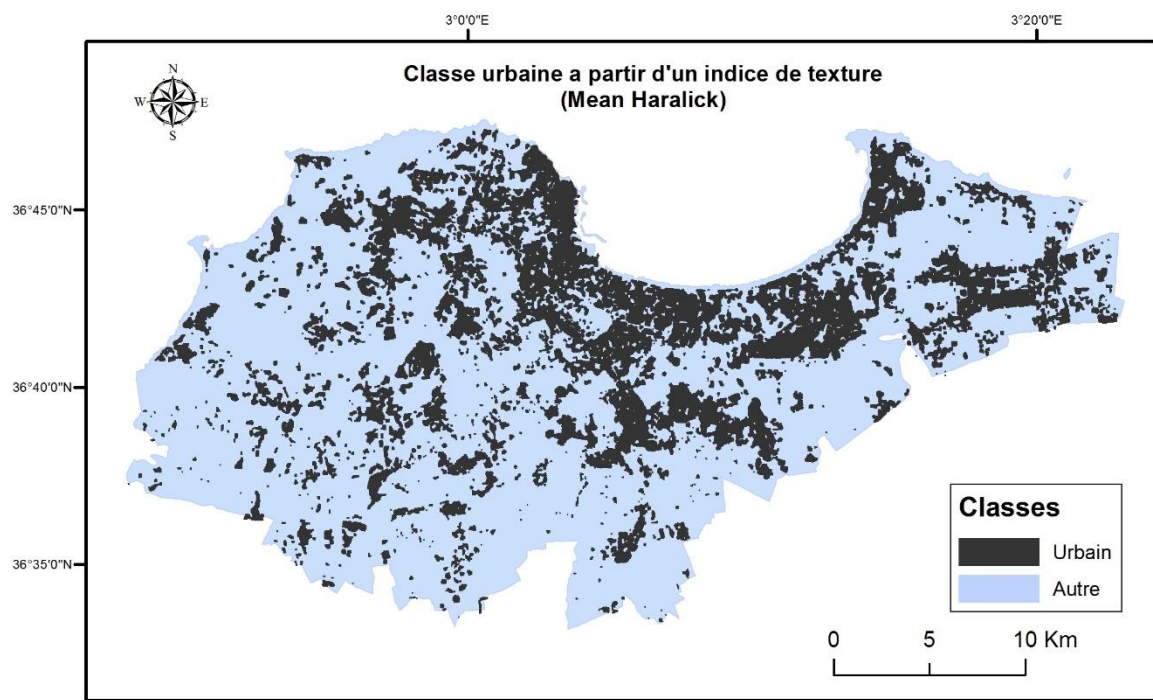 3°0'0"E
3°20'0"E
Classe urbaine a partir d'un indice de texture
(Mean Haralick)
N
W
E
S
36°45'0"N
36°40'0"N
36°35'0"N
Classes
Urbain
Autre
0 5 10 Km